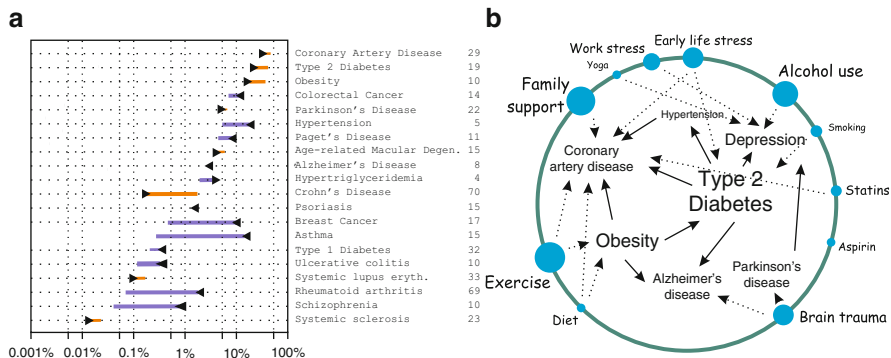 a
Coronary Artery Disease 29
Type 2 Diabetes 19
Obesity 10
Colorectal Cancer 14
Parkinson's Disease 22
Hypertension 5
Paget's Disease 11
Age-related Macular Degen. 15
Alzheimer's Disease 8
Hypertriglyceridemia 4
Crohn's Disease 70
Psoriasis 15
Breast Cancer 17
Asthma 15
Type 1 Diabetes 32
Ulcerative colitis 10
Systemic lupus eryth. 33
Rheumatoid arthritis 69
Schizophrenia 10
Systemic sclerosis 23
0.001% 0.01% 0.1% 1% 10% 100%
b
Early life stress
Work stress
Yoga
Family
support
Alcohol use
Hypertension
Smoking
Depression
Coronary
artery disease
Type 2
Diabetes
Statins
Obesity
Aspirin
Exercise
Alzheimer's
disease
Parkinson's
disease
Diet
Brain trauma